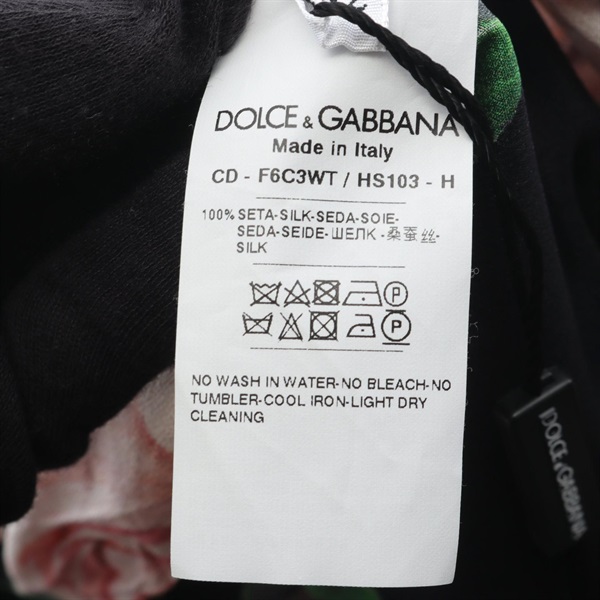 DOLCE & GABBANA
Made in Italy
CD - F6C3WT / HS103 - H
100% SETA-SILK-SEDA-SOIE-
SEDA-SEIDE-ШЕЛК -桑蚕丝-
SILK
P
P
NO WASH IN WATER-NO BLEACH-NO
TUMBLER-COOL IRON-LIGHT DRY
CLEANING
DOLCE & GABBANA